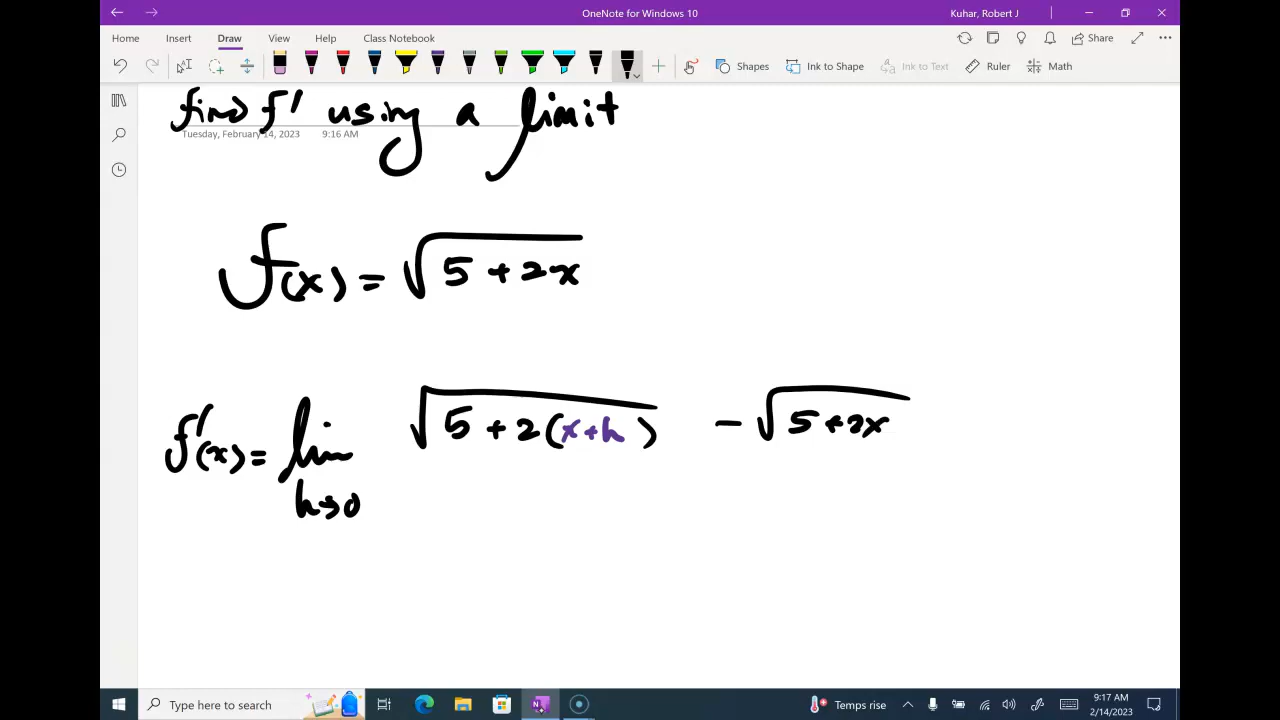 OneNote for Windows 10
Kuhar, Robert J
Home Insert Draw View Help Class Notebook
Share
Shapes Ink to Shape Ink to Text Ruler Math
find f' using a limit
Tuesday, February 14, 2023 9:16 AM
f(x) = √5 + 2x
f'(x) = lim √5 + 2(x+h) - √5+2x
h→0
Type here to search
Temps rise
9:17 AM
2/14/2023